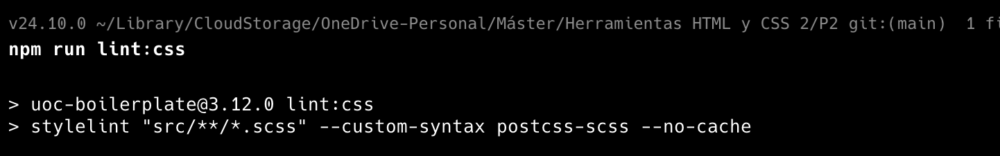 v24.10.0 ~/Library/CloudStorage/OneDrive-Personal/Máster/Herramientas HTML y CSS 2/P2 git:(main)  1
npm run lint:css
> uoc-boilerplate@3.12.0 lint:css
> stylelint "src/**/*.scss" --custom-syntax postcss-scss --no-cache